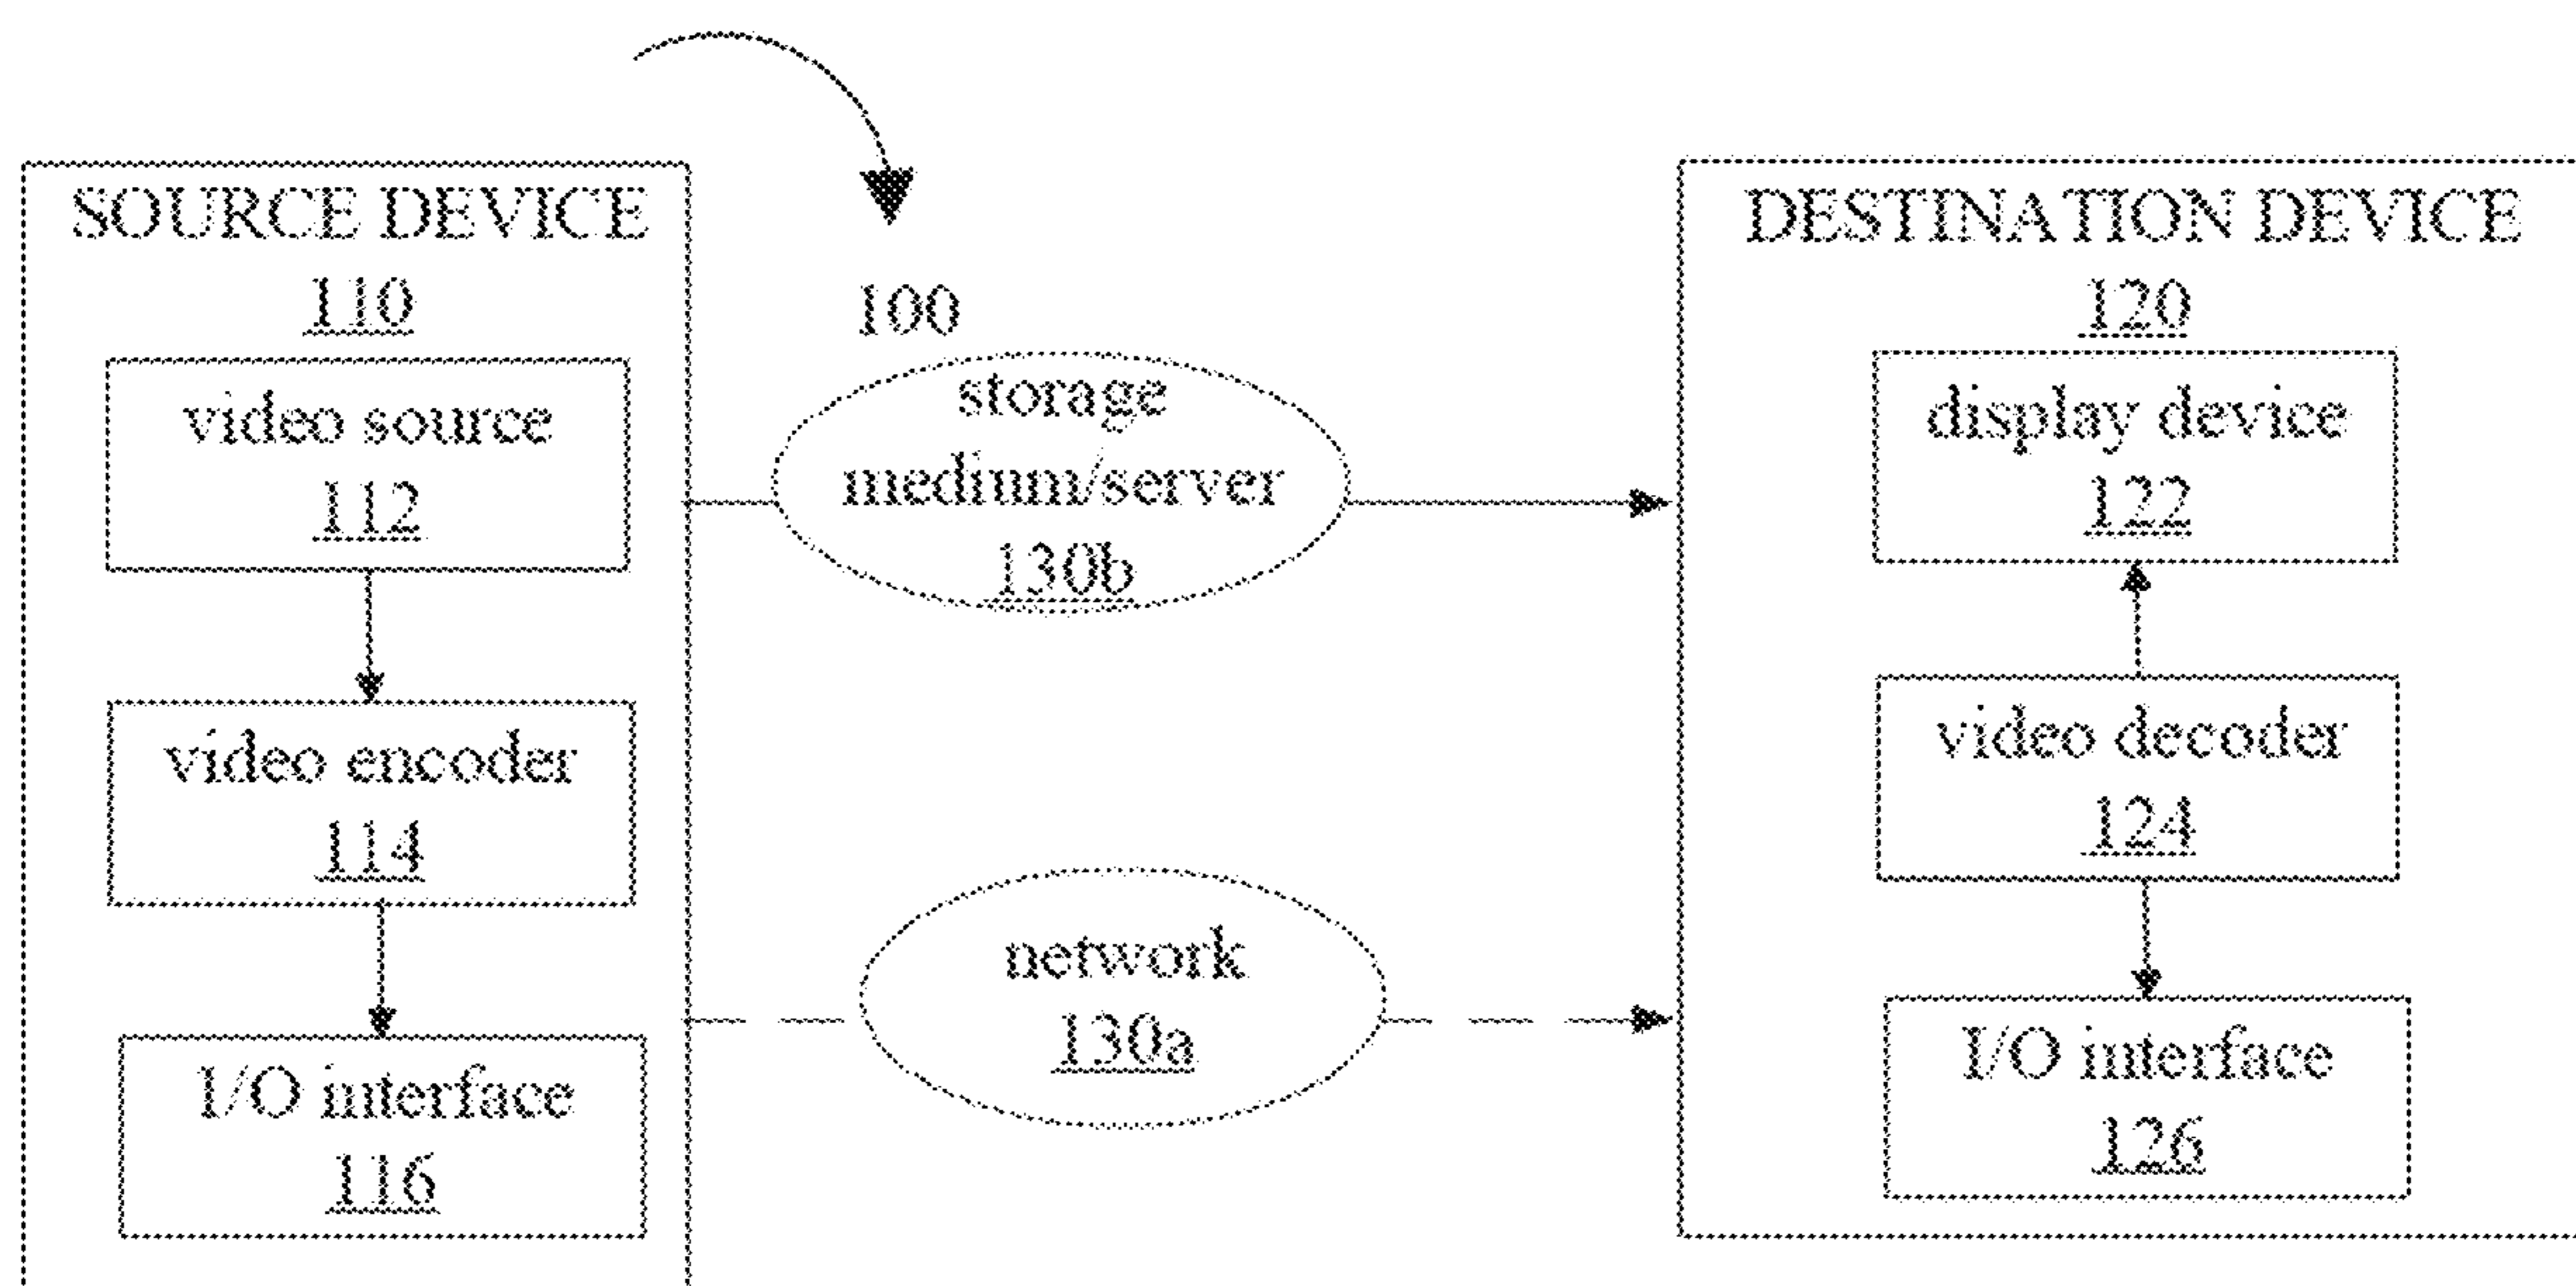 SOURCE DEVICE
110
video source
112
video encoder
114
I/O interface
116
100
storage
medium/server
130b
network
130a
DESTINATION DEVICE
120
display device
122
video decoder
124
I/O interface
126